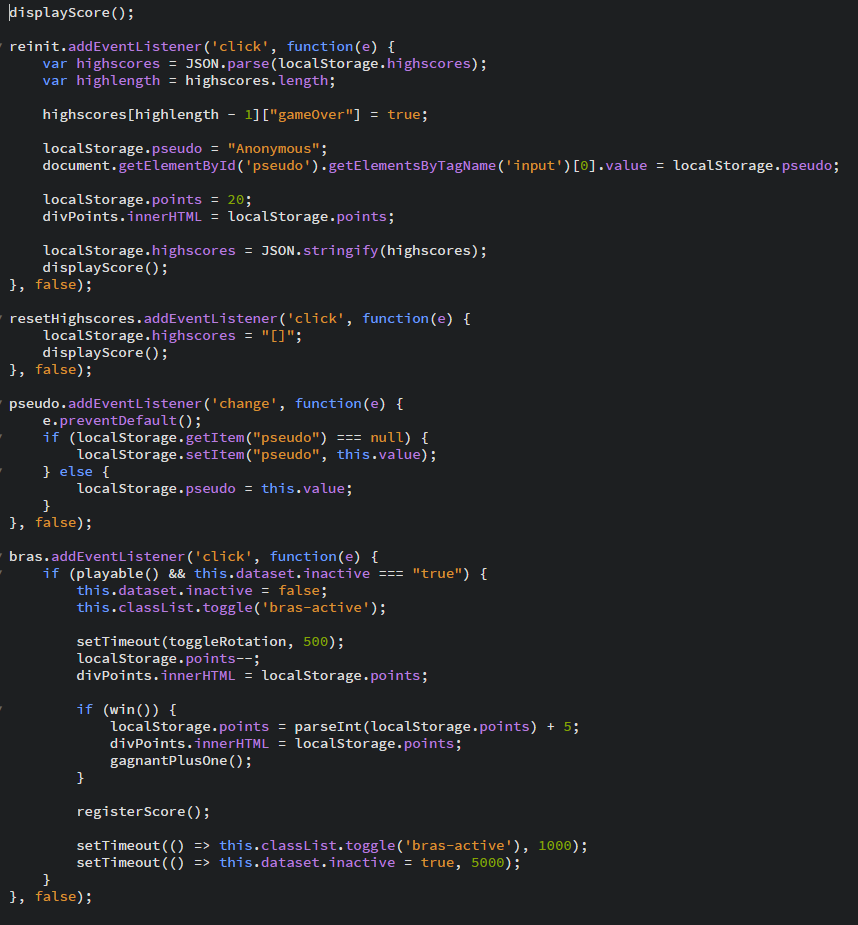 displayScore();
reinit.addEventListener('click', function(e) {
var highscores = JSON.parse(localStorage.highscores);
var highlength = highscores.length;
highscores[highlength - 1]["gameOver"] = true;
localStorage.pseudo = "Anonymous";
document.getElementById('pseudo').getElementsByTagName('input')[0].value = localStorage.pseudo;
localStorage.points = 20;
divPoints.innerHTML = localStorage.points;
localStorage.highscores = JSON.stringify(highscores);
displayScore();
}, false);
resetHighscores.addEventListener('click', function(e) {
localStorage.highscores = "[]";
displayScore();
}, false);
pseudo.addEventListener('change', function(e) {
e.preventDefault();
if (localStorage.getItem("pseudo") === null) {
localStorage.setItem("pseudo", this.value);
} else {
localStorage.pseudo = this.value;
}
}, false);
bras.addEventListener('click', function(e) {
if (playable() && this.dataset.inactive === "true") {
this.dataset.inactive = false;
this.classList.toggle('bras-active');
setTimeout(toggleRotation, 500);
localStorage.points--;
divPoints.innerHTML = localStorage.points;
if (win()) {
localStorage.points = parseInt(localStorage.points) + 5;
divPoints.innerHTML = localStorage.points;
gagnantPlusOne();
}
registerScore();
setTimeout(() => this.classList.toggle('bras-active'), 1000);
setTimeout(() => this.dataset.inactive = true, 5000);
}
}, false);